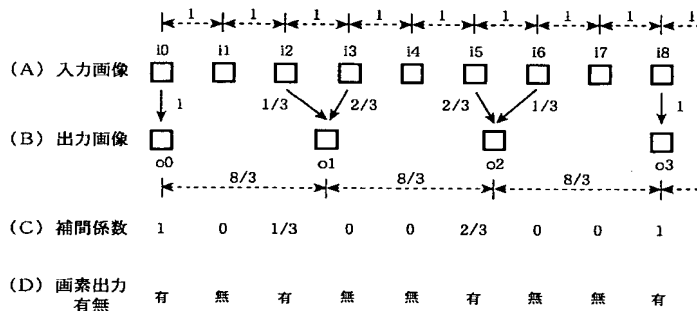 1 1 1 1 1 1 1 1 1
i0 i1 i2 i3 i4 i5 i6 i7 i8
(A) 入力画像
1 1/3 2/3 2/3 1/3 1
(B) 出力画像
o0 o1 o2 o3
8/3 8/3 8/3
(C) 補間係数 1 0 1/3 0 0 2/3 0 0 1
(D) 画素出力
有無 有 無 有 無 無 有 無 無 有